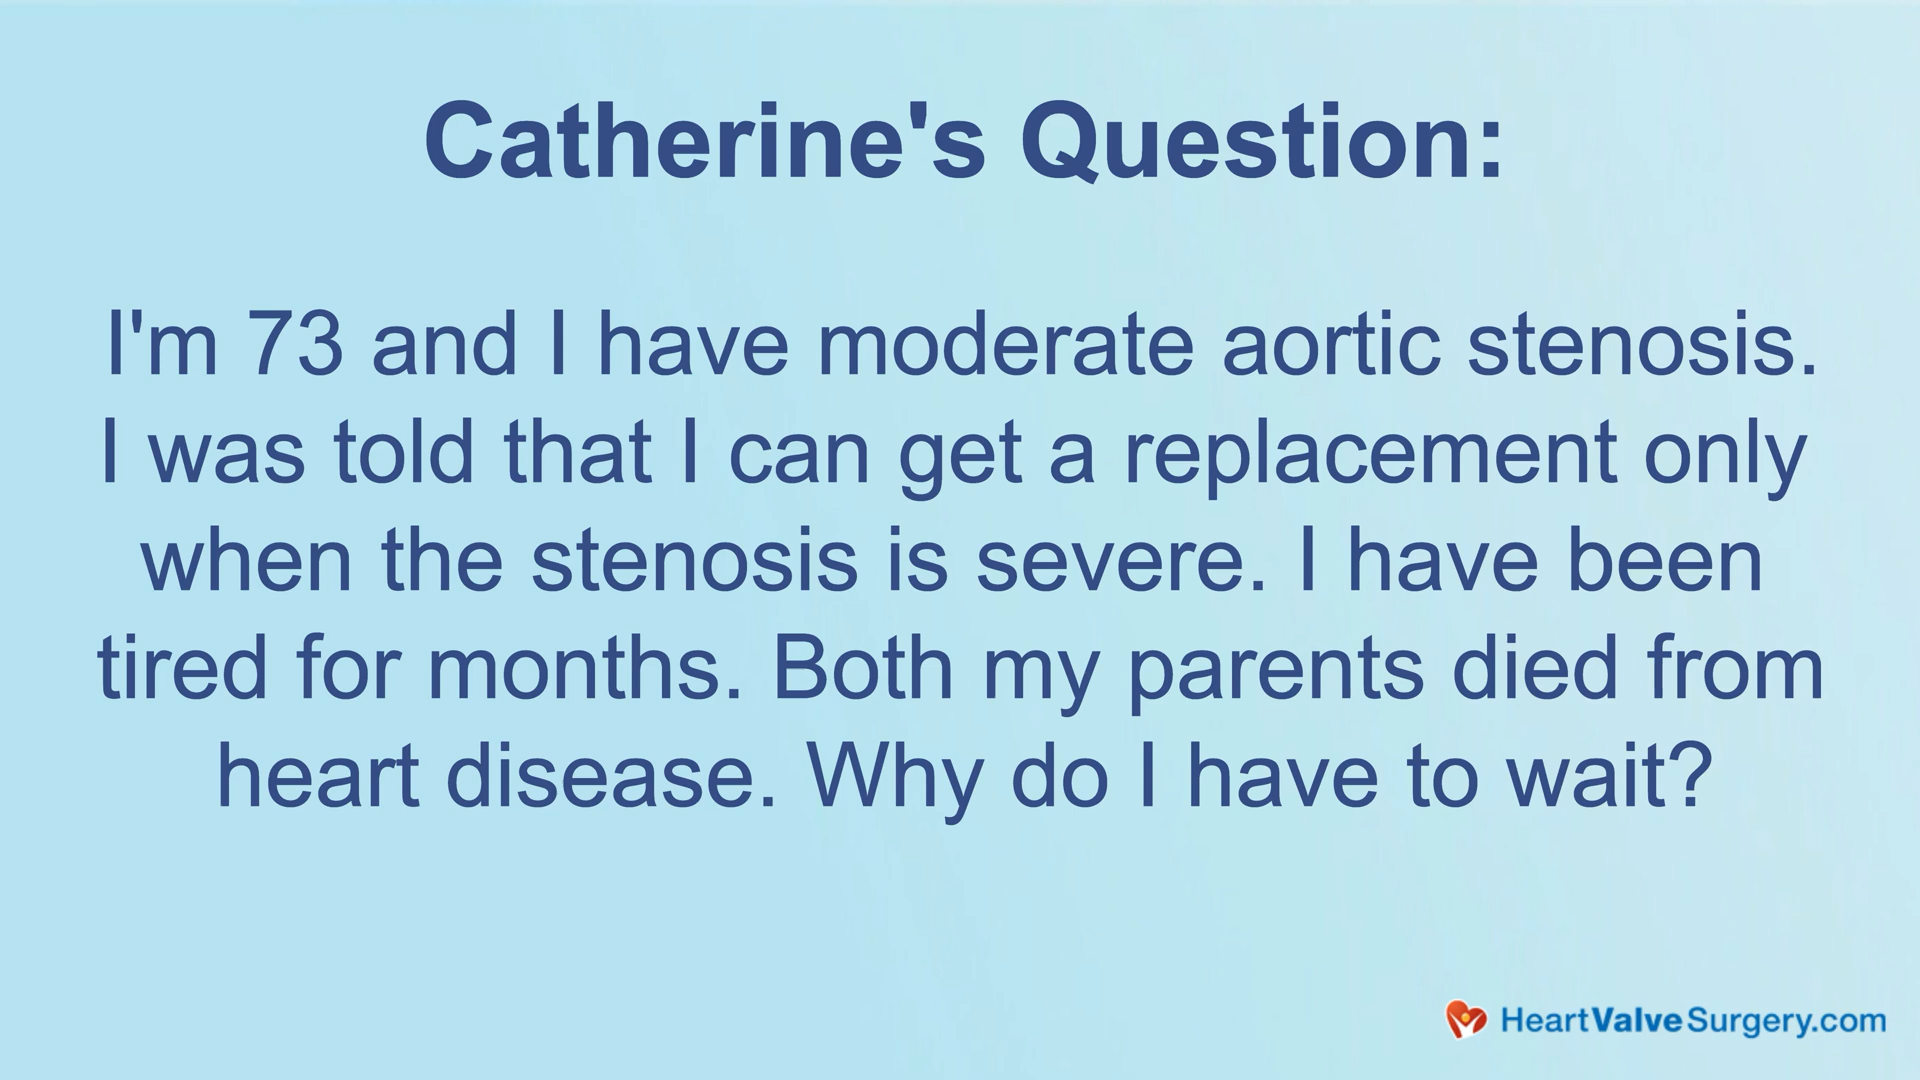 Catherine's Question:
I'm 73 and I have moderate aortic stenosis.
I was told that I can get a replacement only
when the stenosis is severe. I have been
tired for months. Both my parents died from
heart disease. Why do I have to wait?
HeartValveSurgery.com